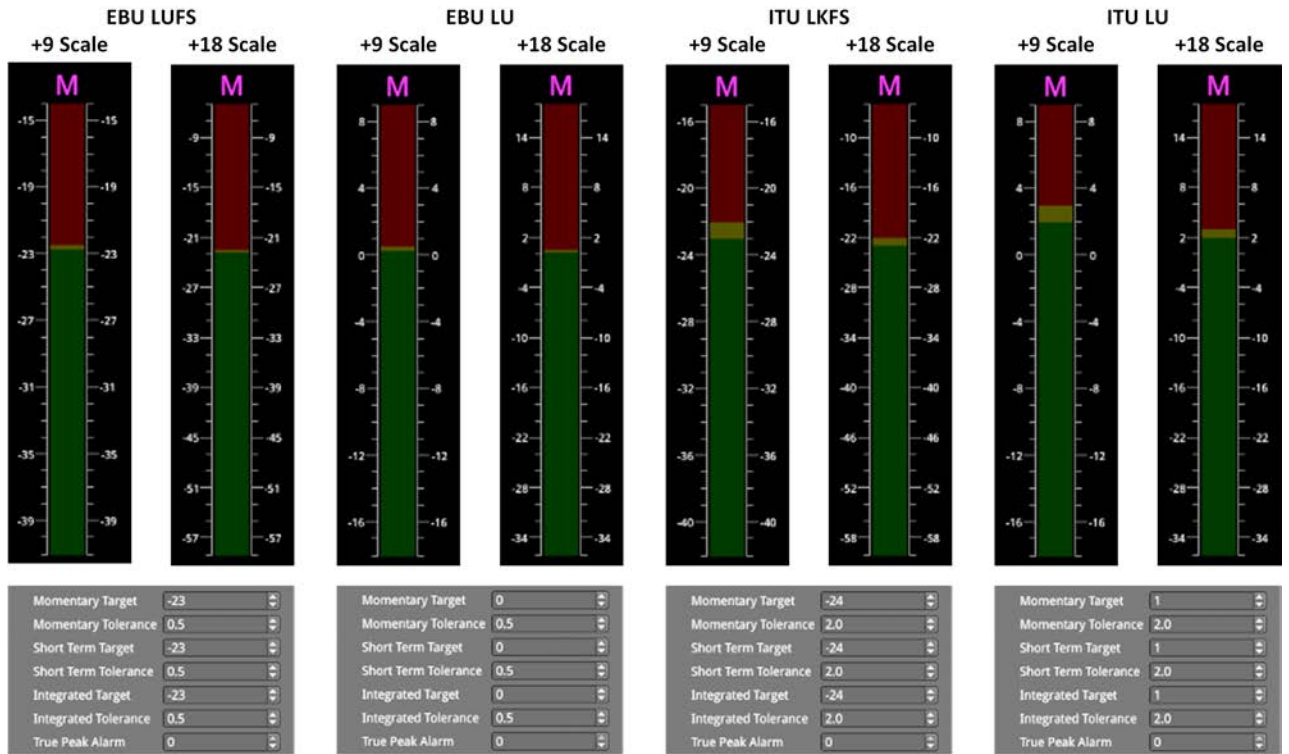 EBU LUFS EBU LU ITU LKFS ITU LU
+9 Scale +18 Scale +9 Scale +18 Scale +9 Scale +18 Scale +9 Scale +18 Scale
M M M M M M M M
-15 -15
-19 -19
-23 -23
-27 -27
-31 -31
-35 -35
-39 -39
-9 -9
-15 -15
-21 -21
-27 -27
-33 -33
-39 -39
-45 -45
-51 -51
-57 -57
8 8
4 4
0 0
-4 -4
-8 -8
-12 -12
-16 -16
14 14
8 8
2 2
-4 -4
-10 -10
-16 -16
-22 -22
-28 -28
-34 -34
-16 -16
-20 -20
-24 -24
-28 -28
-32 -32
-36 -36
-40 -40
-10 -10
-16 -16
-22 -22
-28 -28
-34 -34
-40 -40
-46 -46
-52 -52
-58 -58
8 8
4 4
0 0
-4 -4
-8 -8
-12 -12
-16 -16
14 14
8 8
2 2
-4 -4
-10 -10
-16 -16
-22 -22
-28 -28
-34 -34
Momentary Target -23
Momentary Tolerance 0.5
Short Term Target -23
Short Term Tolerance 0.5
Integrated Target -23
Integrated Tolerance 0.5
True Peak Alarm 0
Momentary Target 0
Momentary Tolerance 0.5
Short Term Target 0
Short Term Tolerance 0.5
Integrated Target 0
Integrated Tolerance 0.5
True Peak Alarm 0
Momentary Target -24
Momentary Tolerance 2.0
Short Term Target -24
Short Term Tolerance 2.0
Integrated Target -24
Integrated Tolerance 2.0
True Peak Alarm 0
Momentary Target 1
Momentary Tolerance 2.0
Short Term Target 1
Short Term Tolerance 2.0
Integrated Target 1
Integrated Tolerance 2.0
True Peak Alarm 0